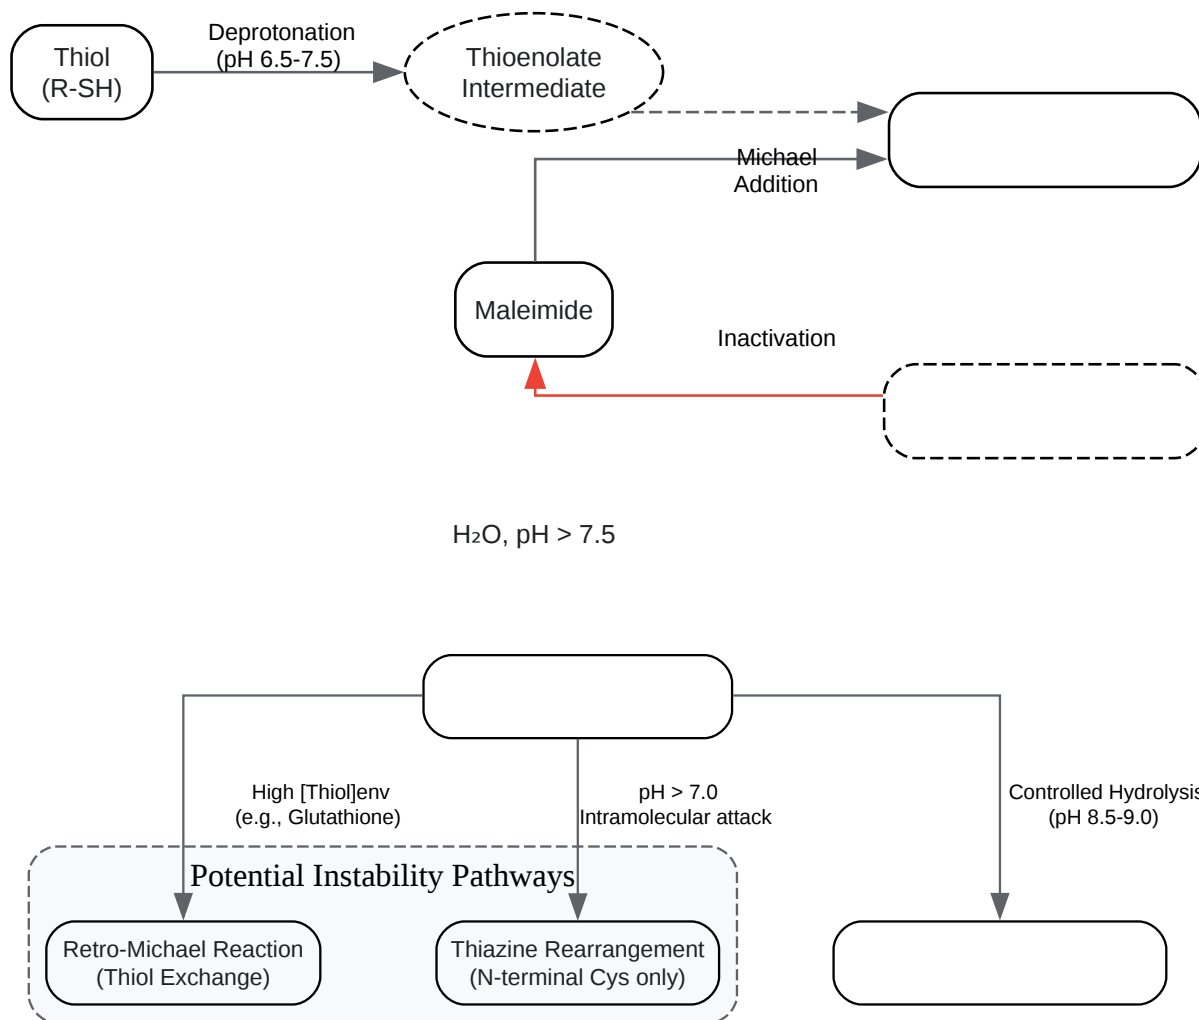 Deprotonation
(pH 6.5-7.5)
Thiol
(R-SH)
Thioenolate
Intermediate
Michael
Addition
Maleimide
Inactivation
H₂O, pH > 7.5
High [Thiol]env
(e.g., Glutathione)
pH > 7.0
Intramolecular attack
Controlled Hydrolysis
(pH 8.5-9.0)
Potential Instability Pathways
Retro-Michael Reaction
(Thiol Exchange)
Thiazine Rearrangement
(N-terminal Cys only)